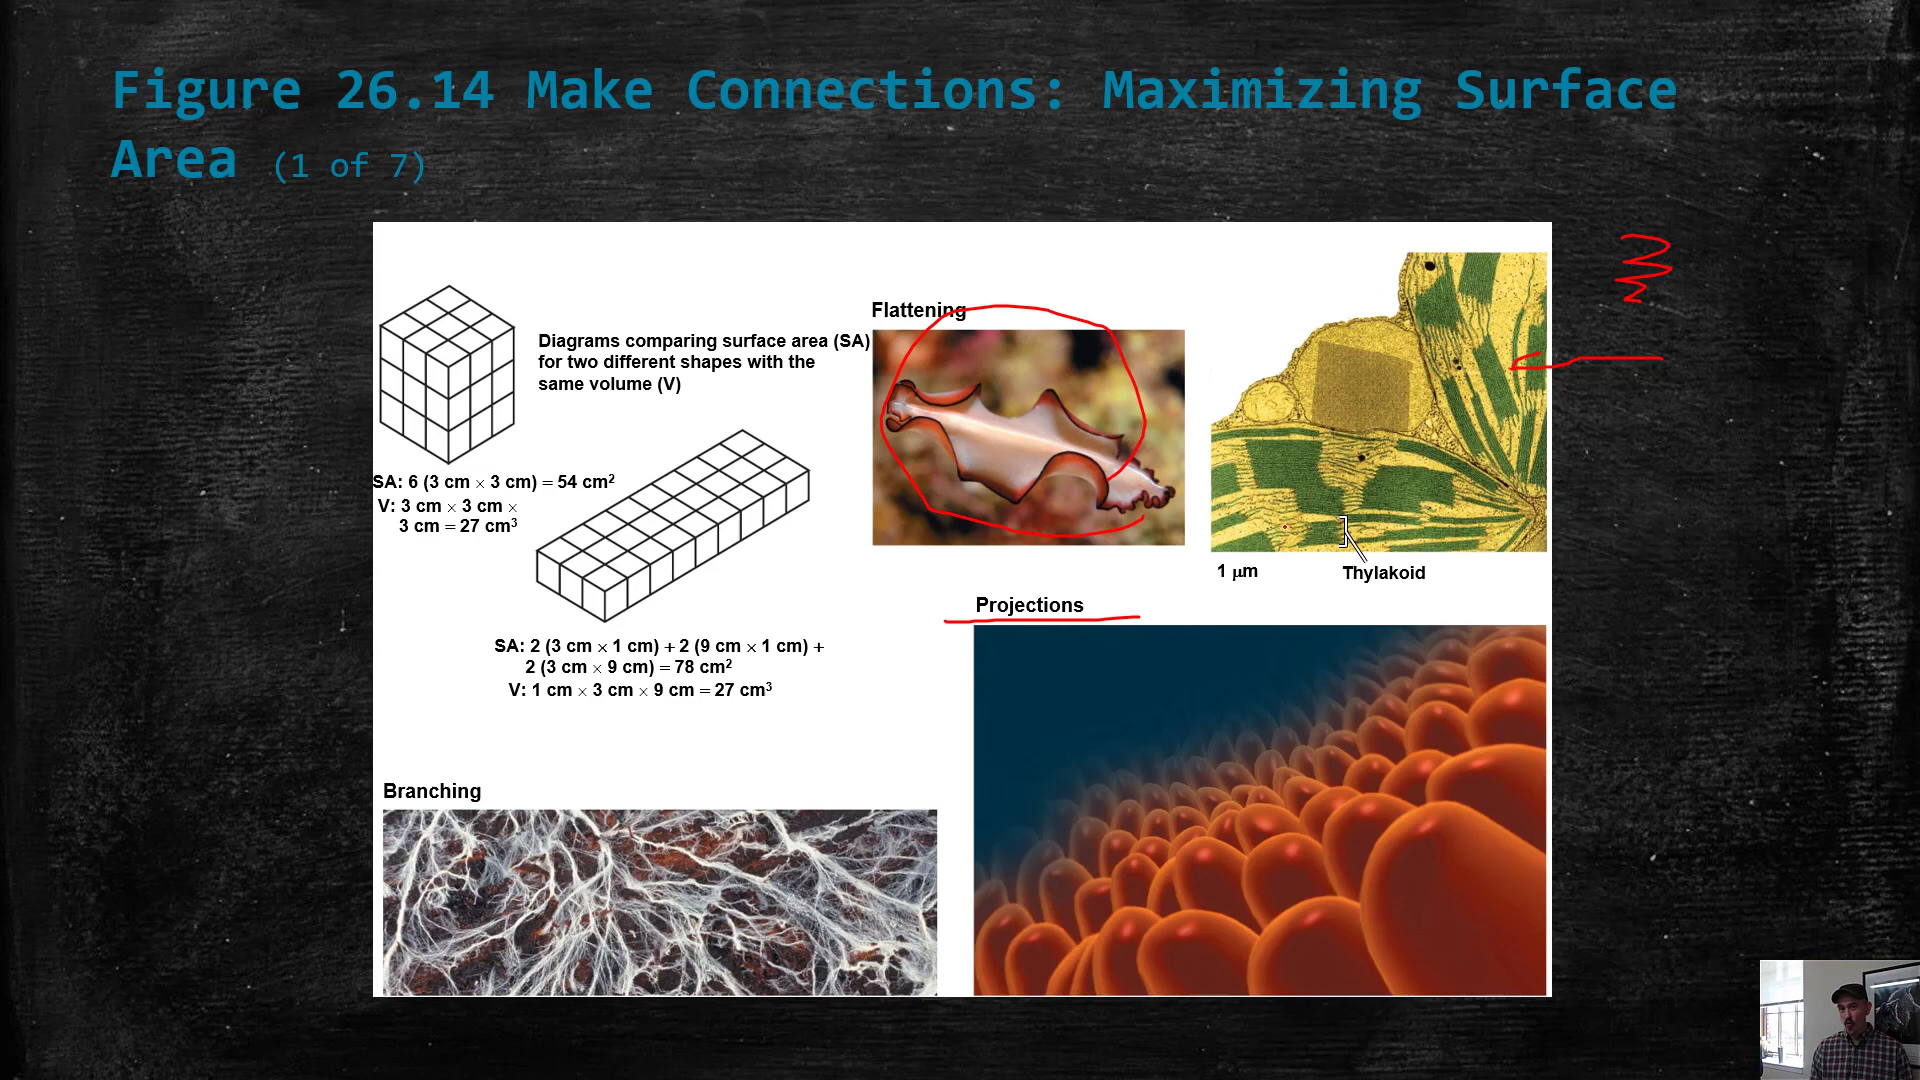 Figure 26.14 Make Connections: Maximizing Surface
Area (1 of 7)
Diagrams comparing surface area (SA)
for two different shapes with the
same volume (V)
SA: 6 (3 cm × 3 cm) = 54 cm²
V: 3 cm × 3 cm ×
3 cm = 27 cm³
SA: 2 (3 cm × 1 cm) + 2 (9 cm × 1 cm) +
2 (3 cm × 9 cm) = 78 cm²
V: 1 cm × 3 cm × 9 cm = 27 cm³
Flattening
1 μm
Thylakoid
Projections
Branching